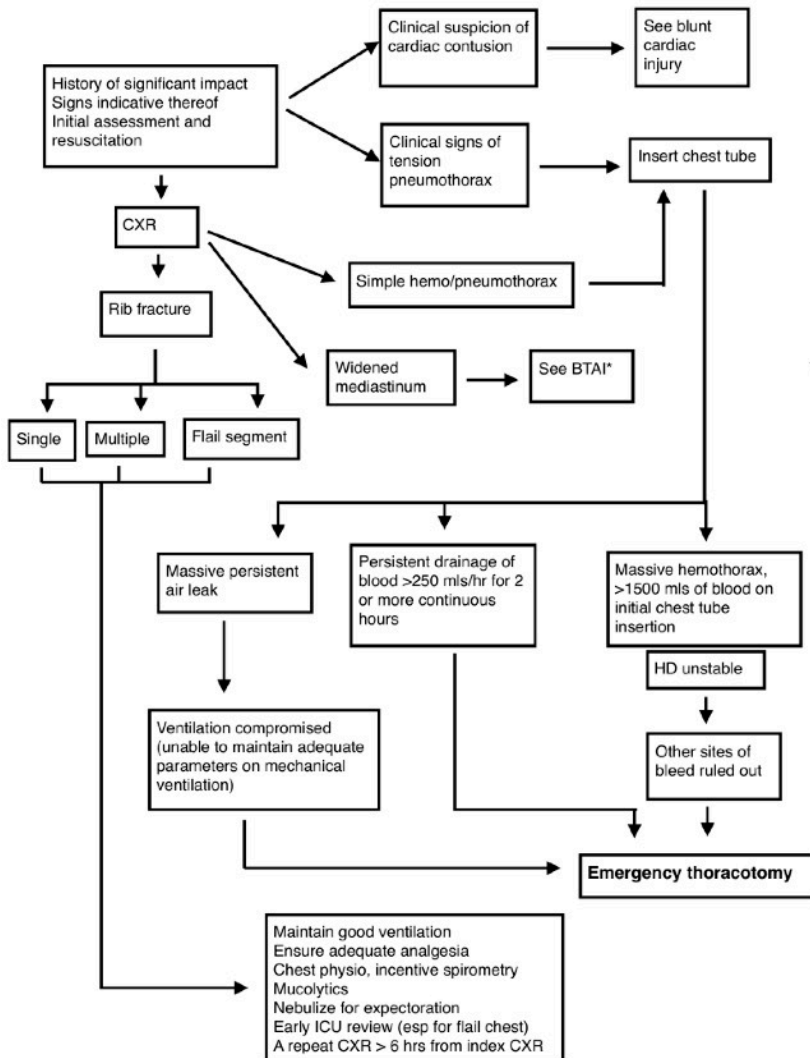 Clinical suspicion of
cardiac contusion
See blunt
cardiac
injury
History of significant impact
Signs indicative thereof
Initial assessment and
resuscitation
Clinical signs of
tension
pneumothorax
Insert chest tube
CXR
Simple hemo/pneumothorax
Rib fracture
Widened
mediastinum
See BTAI*
Single
Multiple
Flail segment
Massive persistent
air leak
Persistent drainage of
blood >250 mls/hr for 2
or more continuous
hours
Massive hemothorax,
>1500 mls of blood on
initial chest tube
insertion
HD unstable
Ventilation compromised
(unable to maintain adequate
parameters on mechanical
ventilation)
Other sites of
bleed ruled out
Emergency thoracotomy
Maintain good ventilation
Ensure adequate analgesia
Chest physio, incentive spirometry
Mucolytics
Nebulize for expectoration
Early ICU review (esp for flail chest)
A repeat CXR > 6 hrs from index CXR